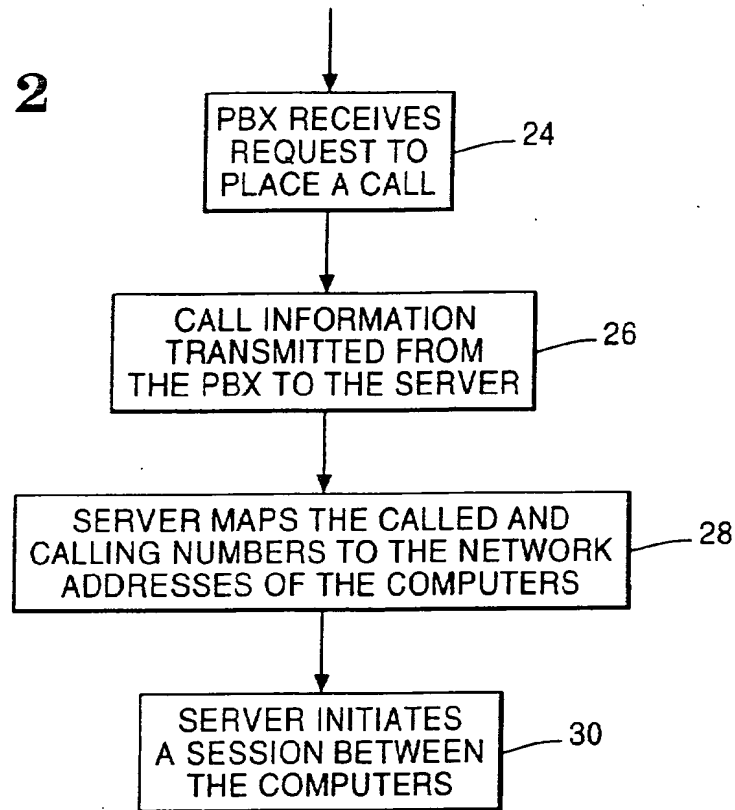 2
PBX RECEIVES
REQUEST TO
PLACE A CALL
24
CALL INFORMATION
TRANSMITTED FROM
THE PBX TO THE SERVER
26
SERVER MAPS THE CALLED AND
CALLING NUMBERS TO THE NETWORK
ADDRESSES OF THE COMPUTERS
28
SERVER INITIATES
A SESSION BETWEEN
THE COMPUTERS
30